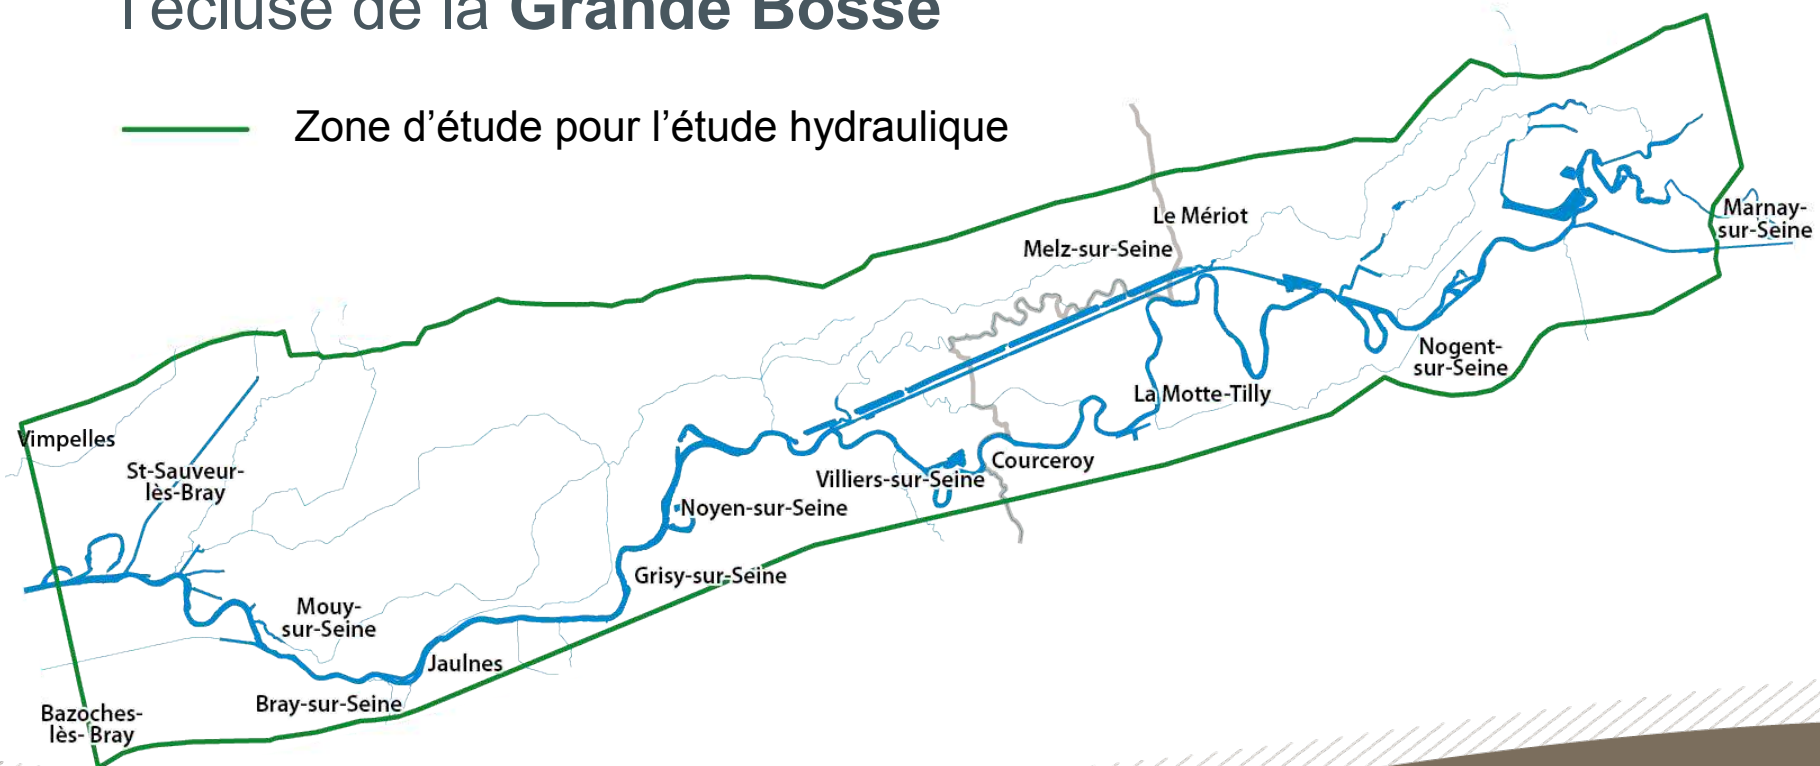 l'écluse de la Grande Bosse
Zone d'étude pour l'étude hydraulique
Le Mériot
Melz-sur-Seine
Marnay-
sur-Seine
Nogent-
sur-Seine
La Motte-Tilly
Vimpelles
St-Sauveur-
lès-Bray
Courceroy
Villiers-sur-Seine
Noyen-sur-Seine
Grisy-sur-Seine
Mouy-
sur-Seine
Jaulnes
Bray-sur-Seine
Bazoches-
lès- Bray